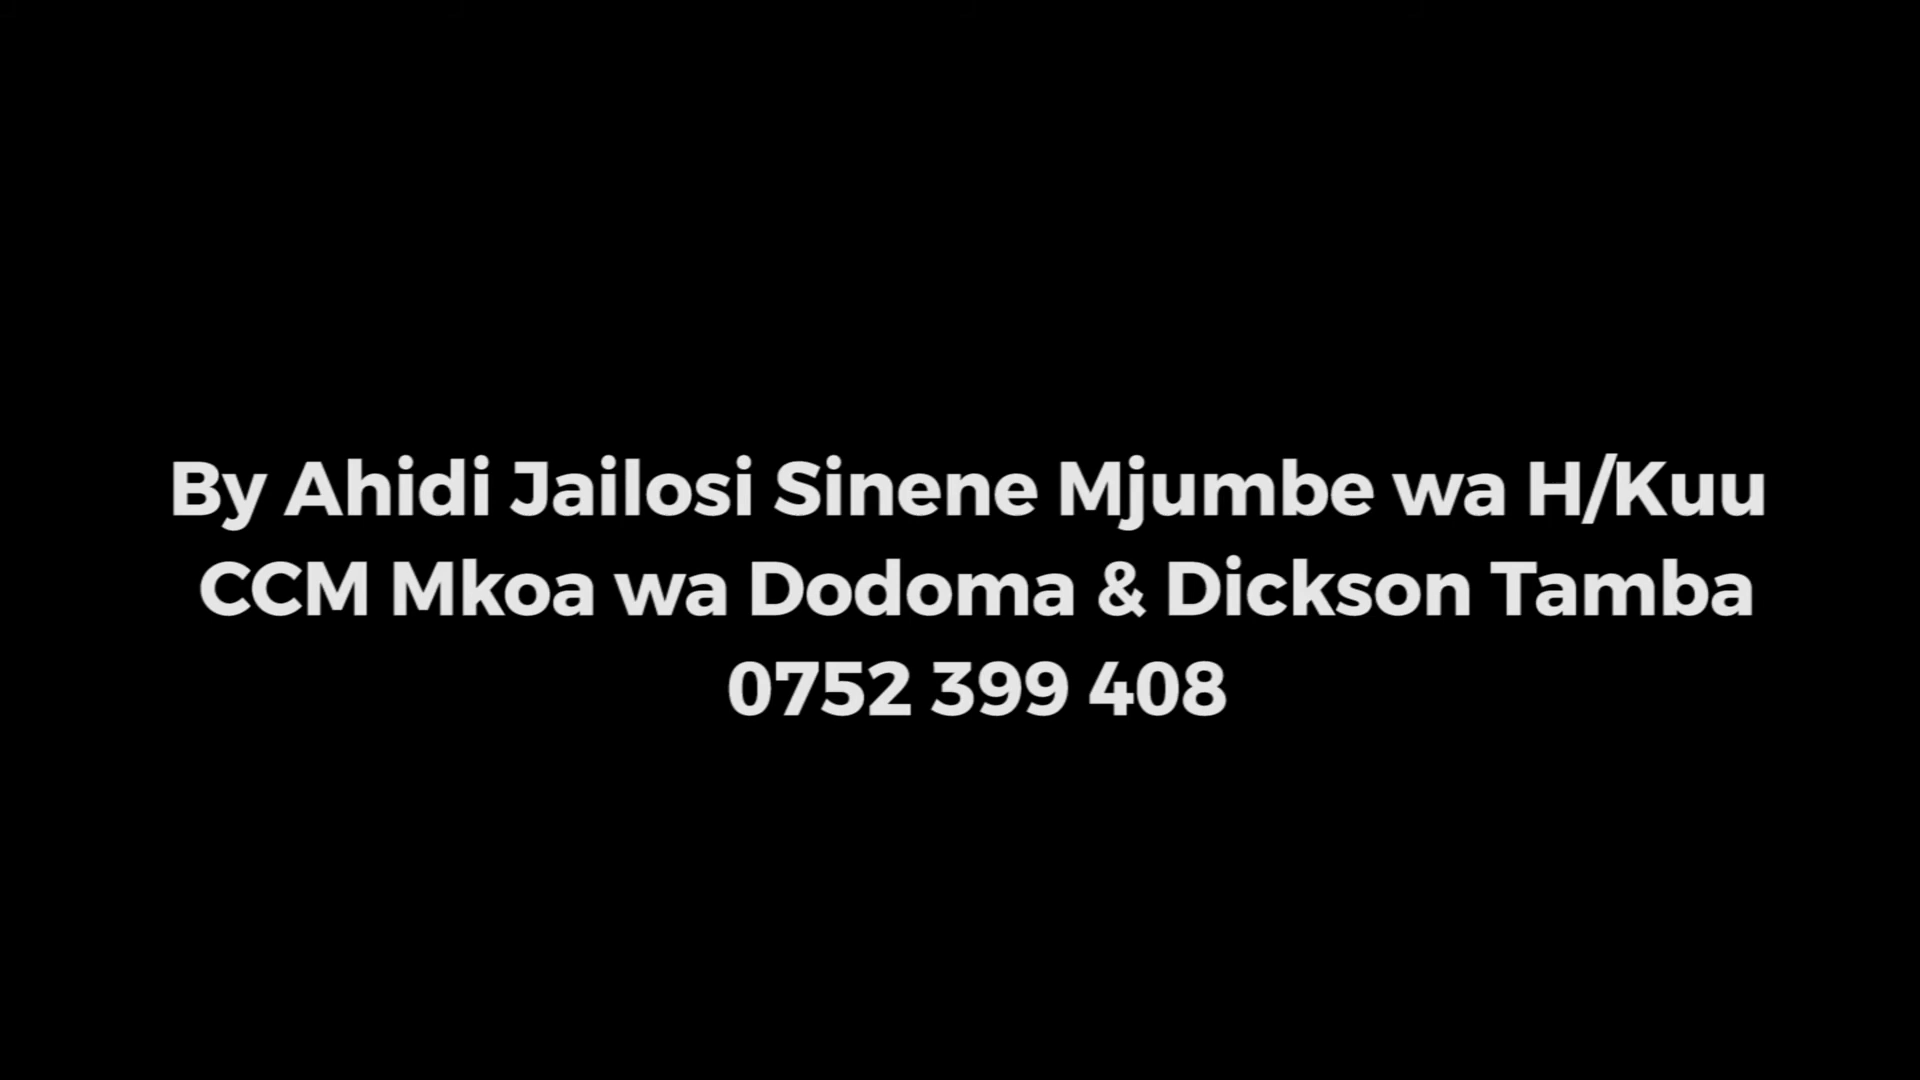 By Ahidi Jailosi Sinene Mjumbe wa H/Kuu
CCM Mkoa wa Dodoma & Dickson Tamba
0752 399 408